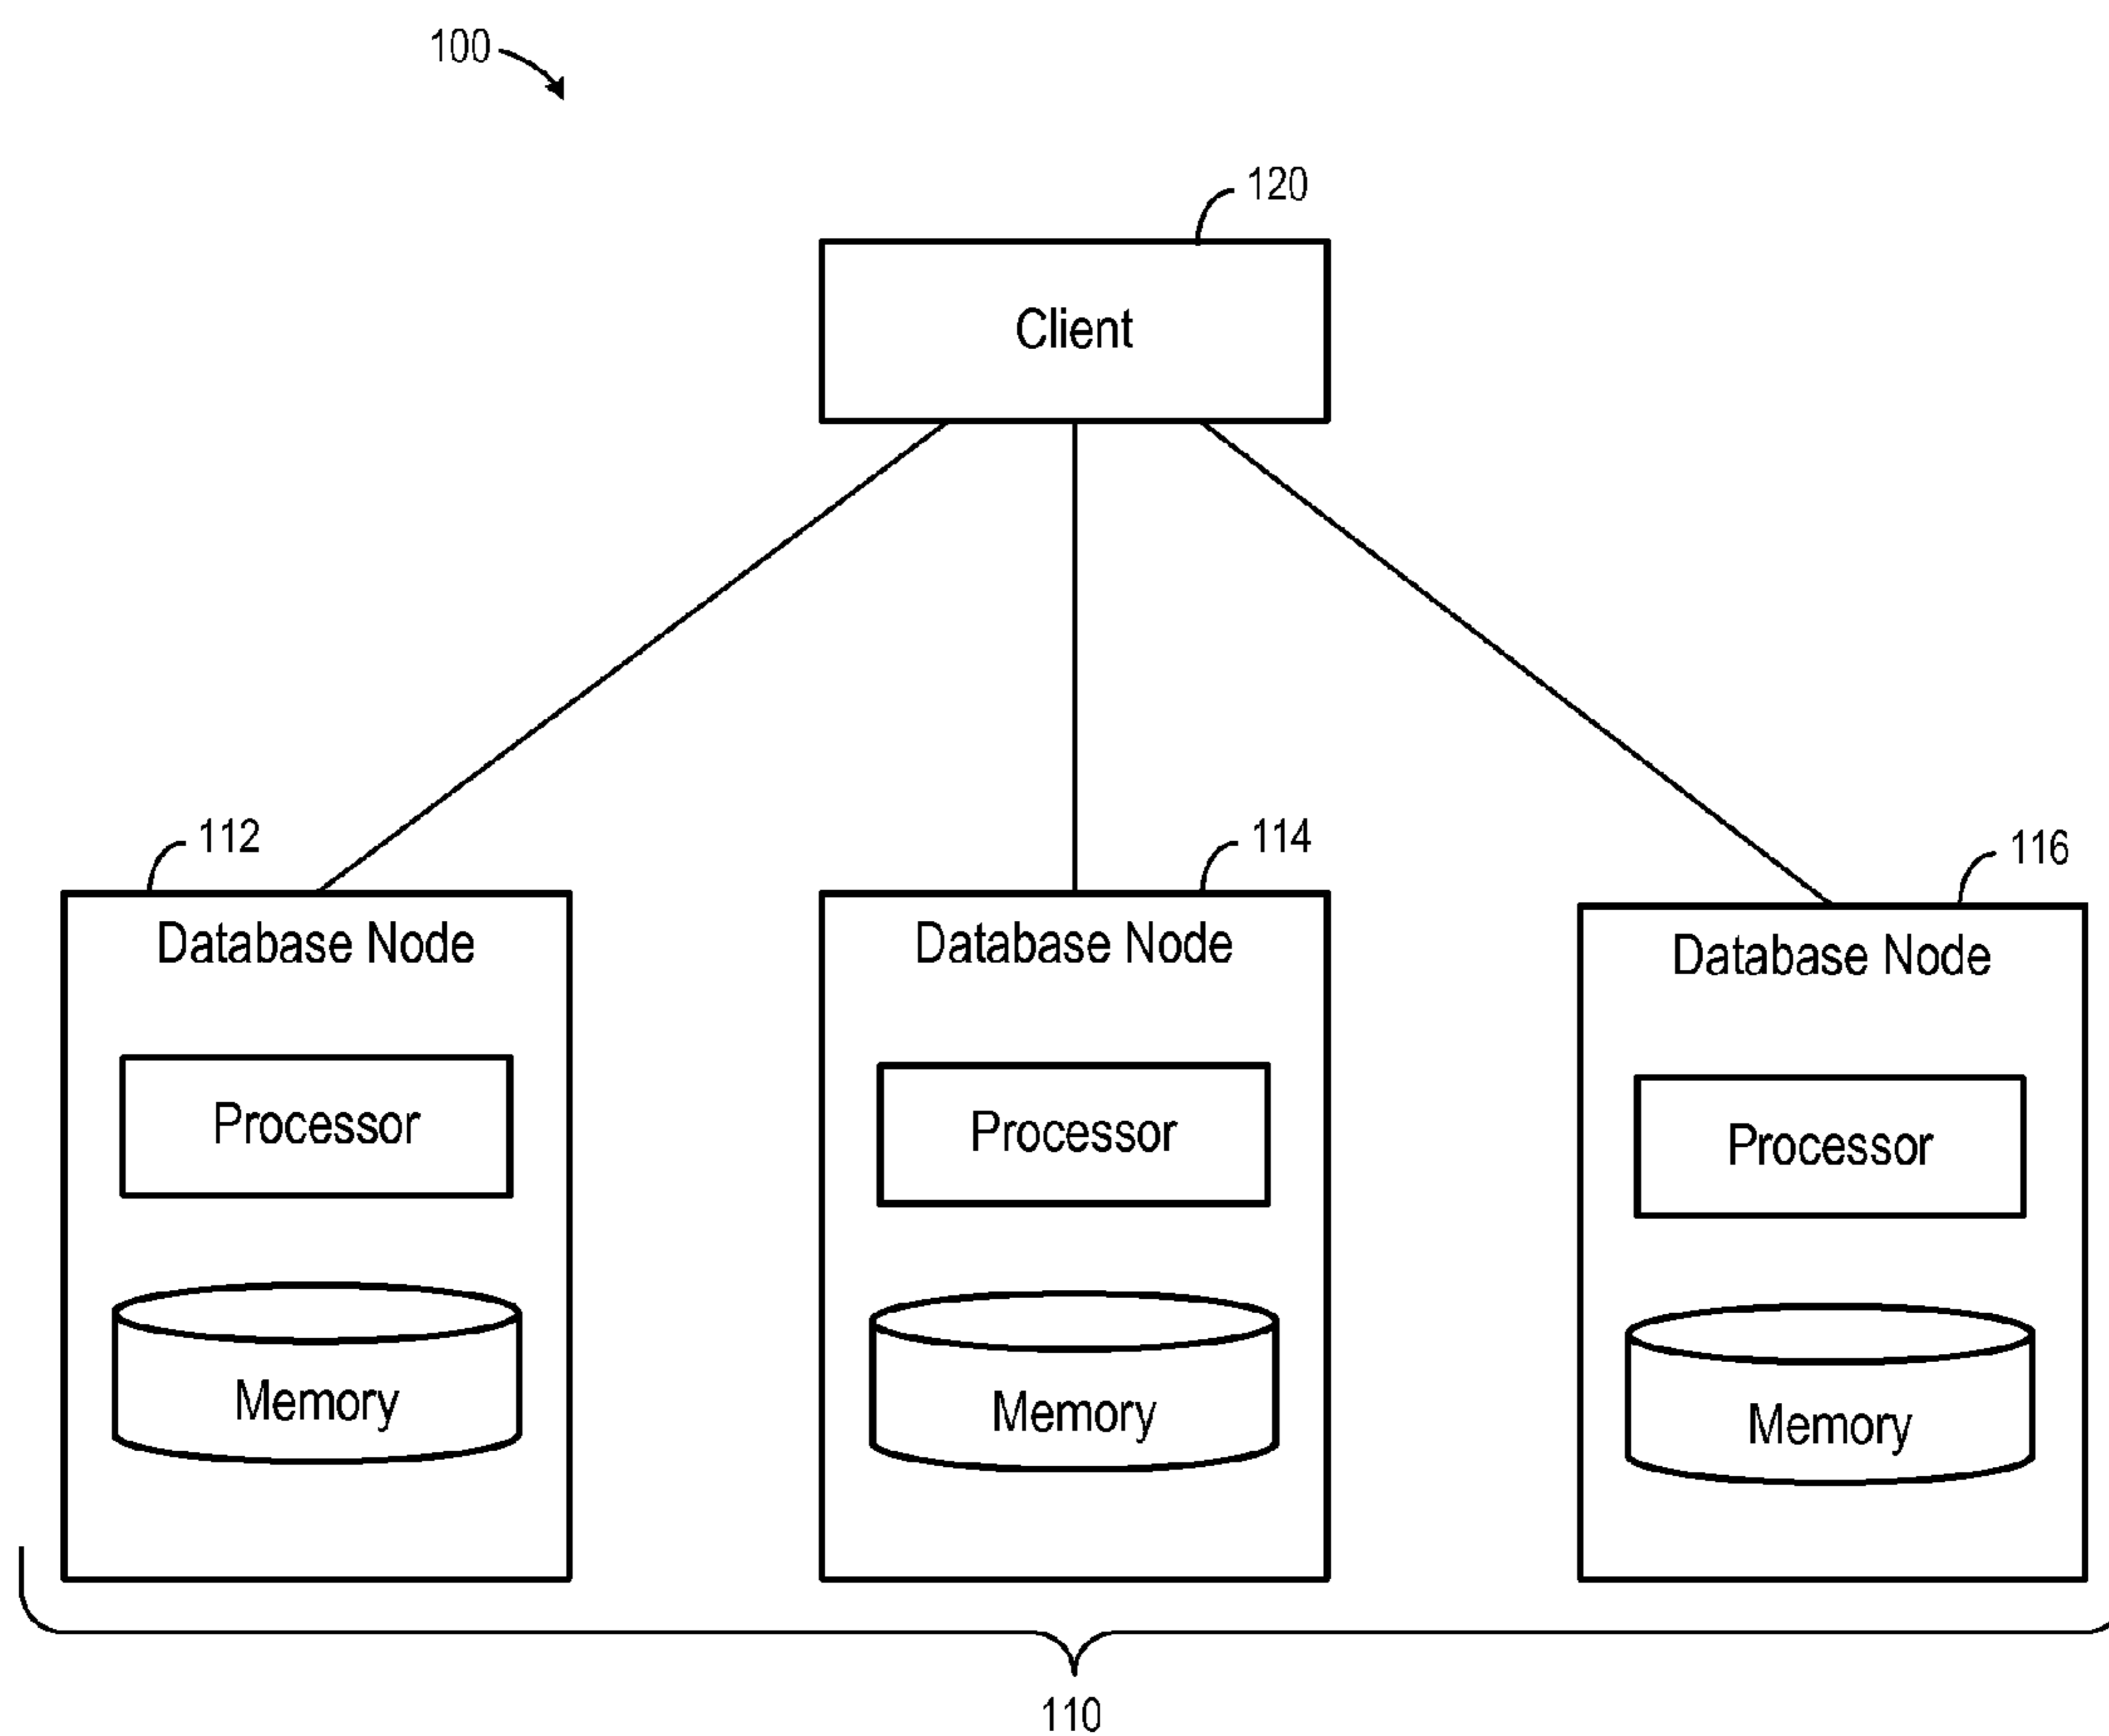 100
120
Client
112
114
116
Database Node
Database Node
Database Node
Processor
Processor
Processor
Memory
Memory
Memory
110